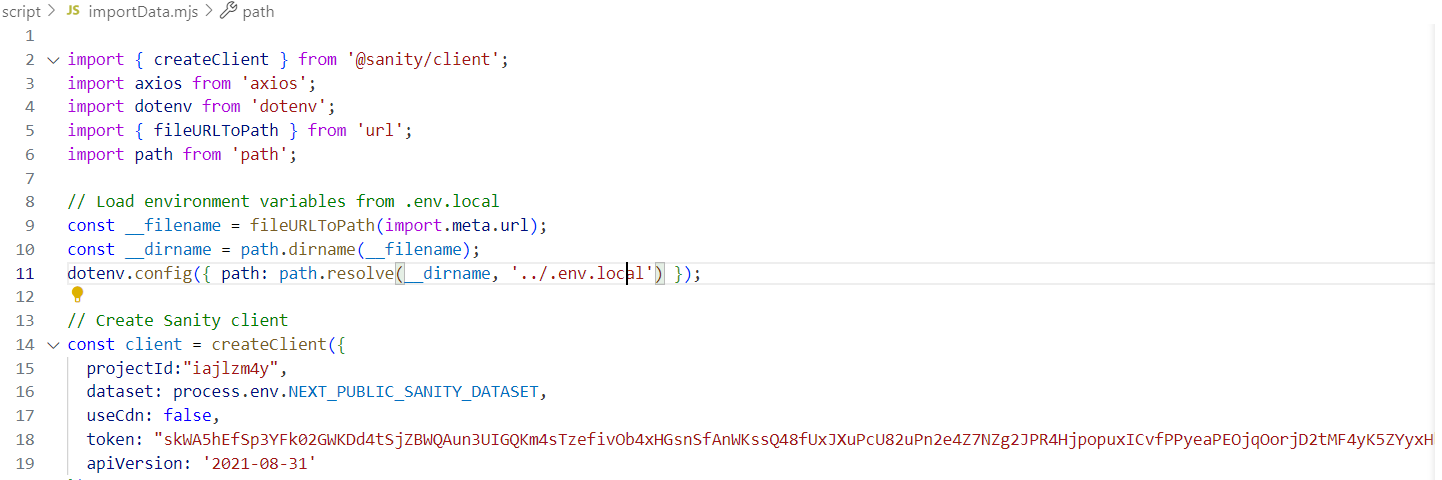 script > JS importData.mjs > path
1
2 import { createClient } from '@sanity/client';
3 import axios from 'axios';
4 import dotenv from 'dotenv';
5 import { fileURLToPath } from 'url';
6 import path from 'path';
7
8 // Load environment variables from .env.local
9 const __filename = fileURLToPath(import.meta.url);
10 const __dirname = path.dirname(__filename);
11 dotenv.config({ path: path.resolve(__dirname, '../.env.local') });
12
13 // Create Sanity client
14 const client = createClient({
15 projectId:"iajlzm4y",
16 dataset: process.env.NEXT_PUBLIC_SANITY_DATASET,
17 useCdn: false,
18 token: "skWA5hEfSp3YFk02GWKDd4tSjZBWQAun3UIGQKm4sTzefivOb4xHGsnSfAnWKssQ48fUxJXuPcU82uPn2e4Z7NZg2JPR4HjpopuxICvfPPyeaPEOjqOorjD2tMF4yK5ZYyxH
19 apiVersion: '2021-08-31'